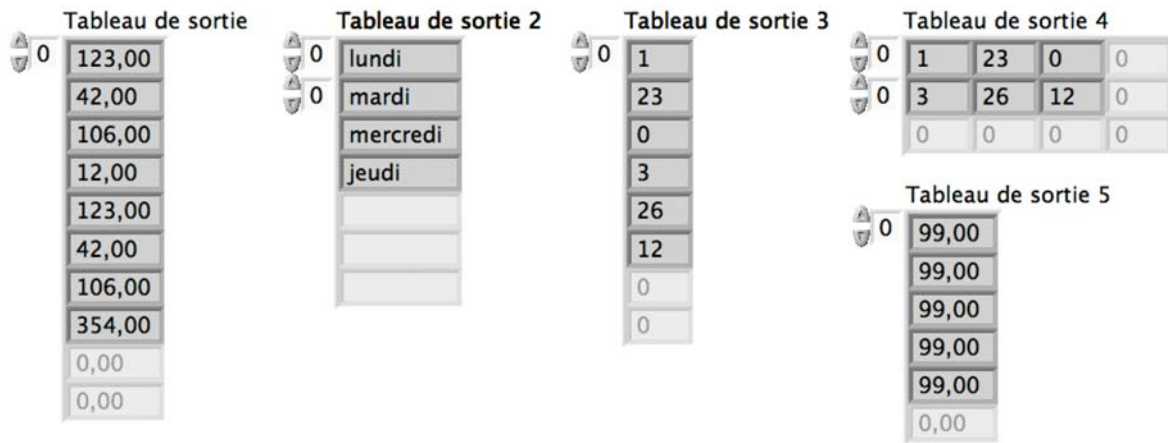 Tableau de sortie
0
123,00
42,00
106,00
12,00
123,00
42,00
106,00
354,00
0,00
0,00
Tableau de sortie 2
0
0
lundi
mardi
mercredi
jeudi
Tableau de sortie 3
0
1
23
0
3
26
12
0
0
Tableau de sortie 4
0 1 23 0 0
0 3 26 12 0
0 0 0 0
Tableau de sortie 5
0
99,00
99,00
99,00
99,00
99,00
0,00